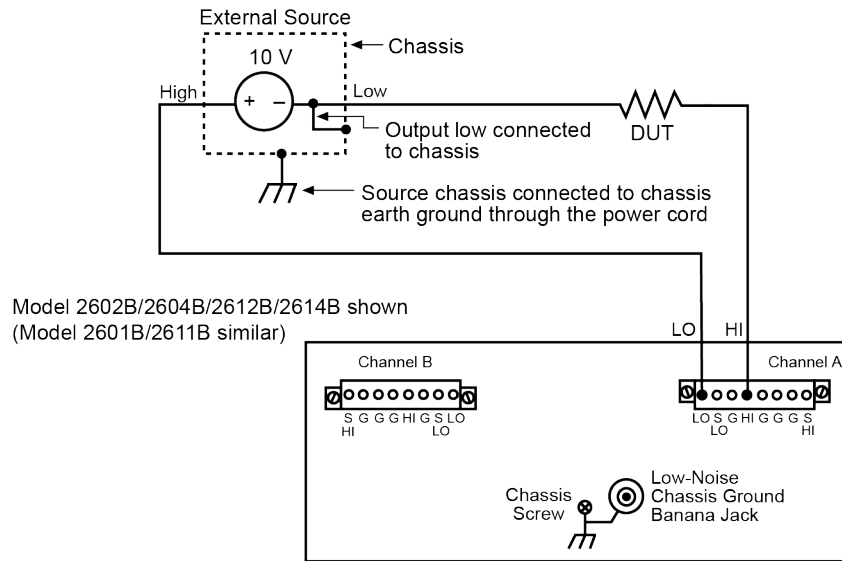 External Source
Chassis
10 V
High
+ −
Low
DUT
Output low connected
to chassis
Source chassis connected to chassis
earth ground through the power cord
Model 2602B/2604B/2612B/2614B shown
(Model 2601B/2611B similar)
LO HI
Channel B
Channel A
S G G G HI G S LO
HI LO
LO S G HI G G G S
LO HI
Chassis
Screw
Low-Noise
Chassis Ground
Banana Jack